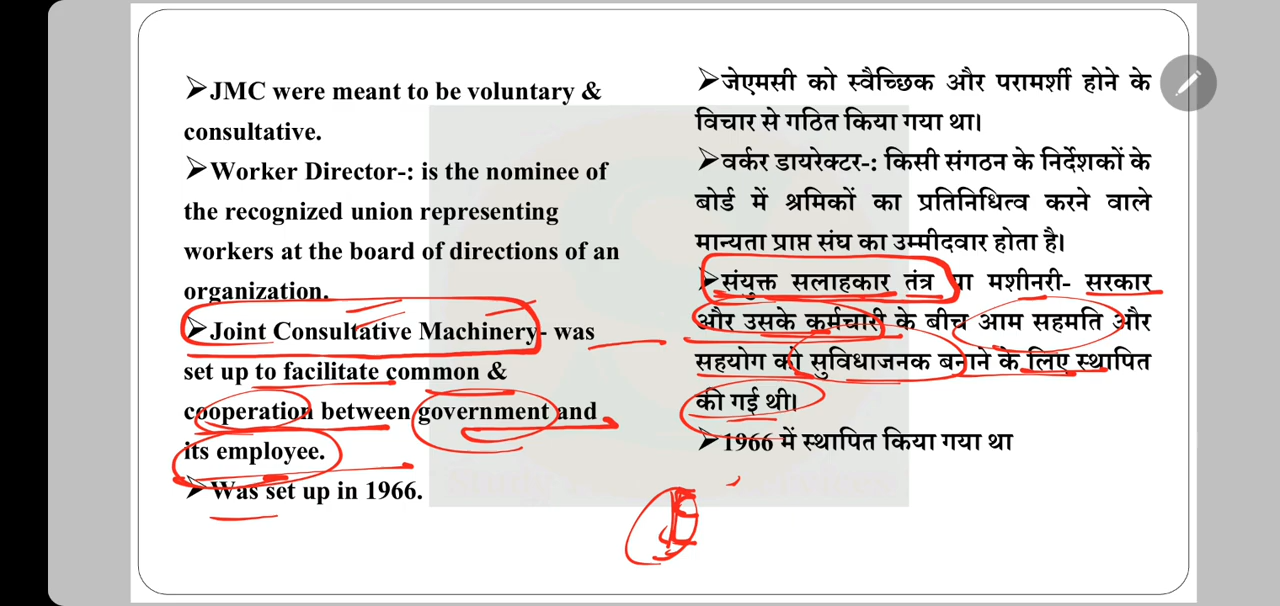 ➢JMC were meant to be voluntary &
consultative.
➢Worker Director-: is the nominee of
the recognized union representing
workers at the board of directions of an
organization.
➢Joint Consultative Machinery- was
set up to facilitate common &
cooperation between government and
its employee.
➢Was set up in 1966.
➢जेएमसी को स्वैच्छिक और परामर्शी होने के
विचार से गठित किया गया था।
➢वर्कर डायरेक्टर-: किसी संगठन के निर्देशकों के
बोर्ड में श्रमिकों का प्रतिनिधित्व करने वाले
मान्यता प्राप्त संघ का उम्मीदवार होता है।
➢संयुक्त सलाहकार तंत्र या मशीनरी- सरकार
और उसके कर्मचारी के बीच आम सहमति और
सहयोग को सुविधाजनक बनाने के लिए स्थापित
की गई थी।
➢1966 में स्थापित किया गया था